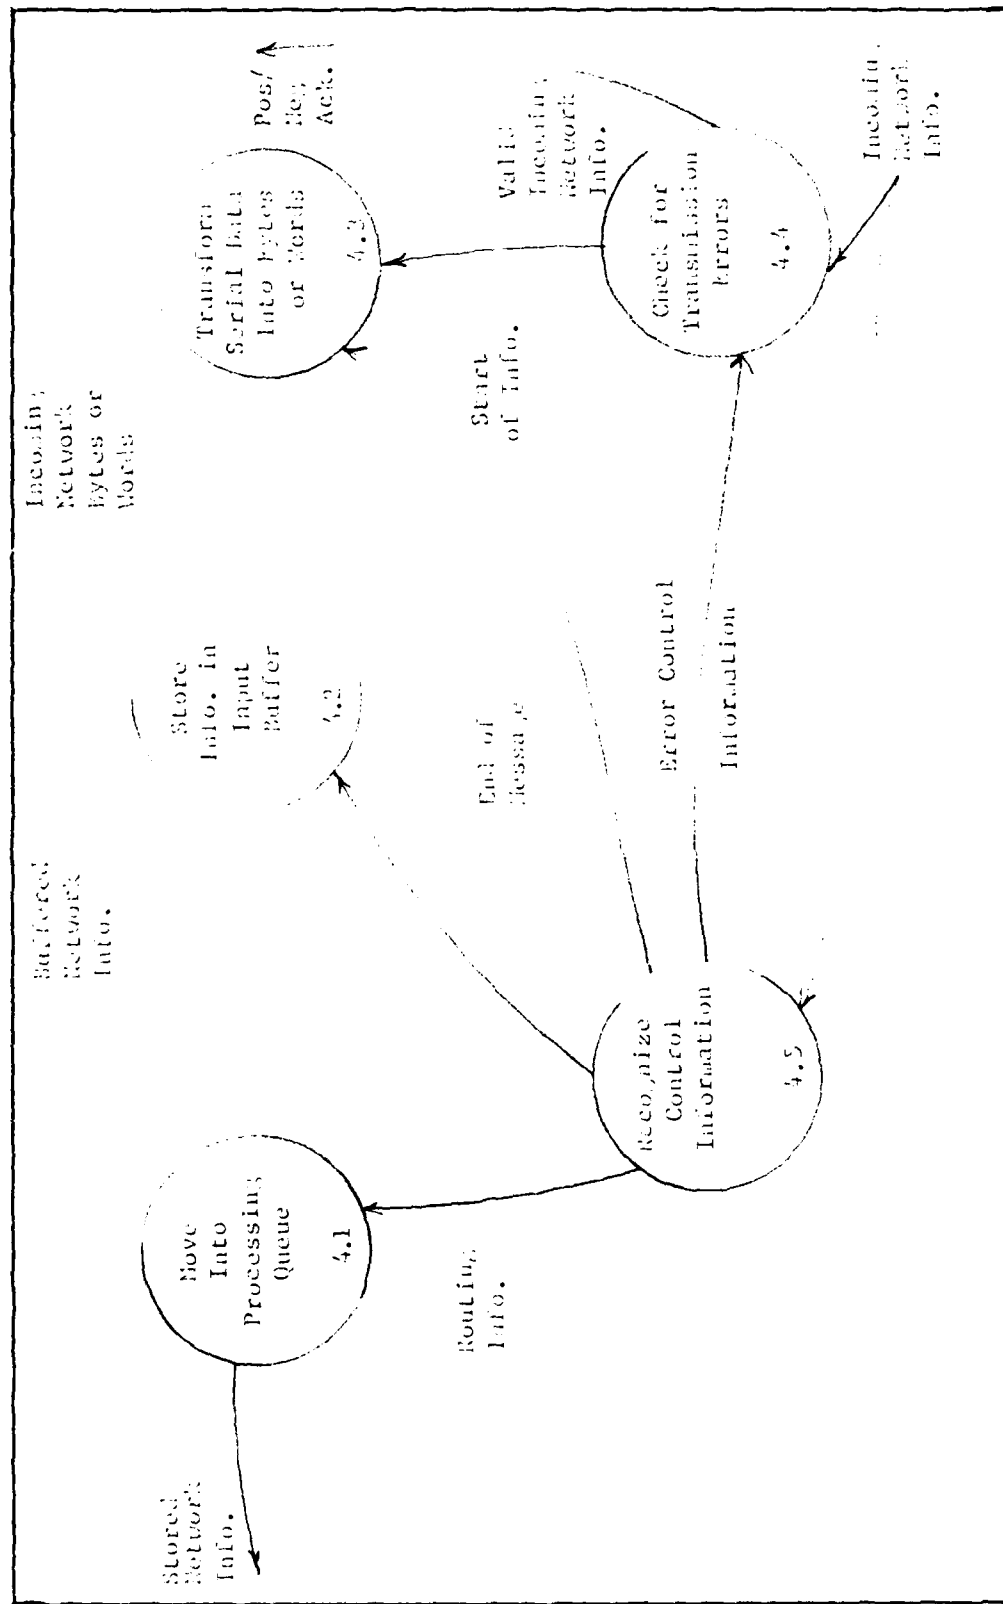 Stored
Network
Info.
Move
Into
Processing
Queue
4.1
Buffered
Network
Info.
Store
Info. in
Input
Buffer
4.2
Incoming
Network
Bytes or
Words
Transform
Serial Data
Into Bytes
or Words
4.3
Pos/
Neg
Ack.
Routing
Info.
End of
Message
Start
of Info.
Valid
Incoming
Network
Info.
Recognize
Control
Information
4.5
Error Control
Information
Check for
Transmission
Errors
4.4
Incoming
Network
Info.